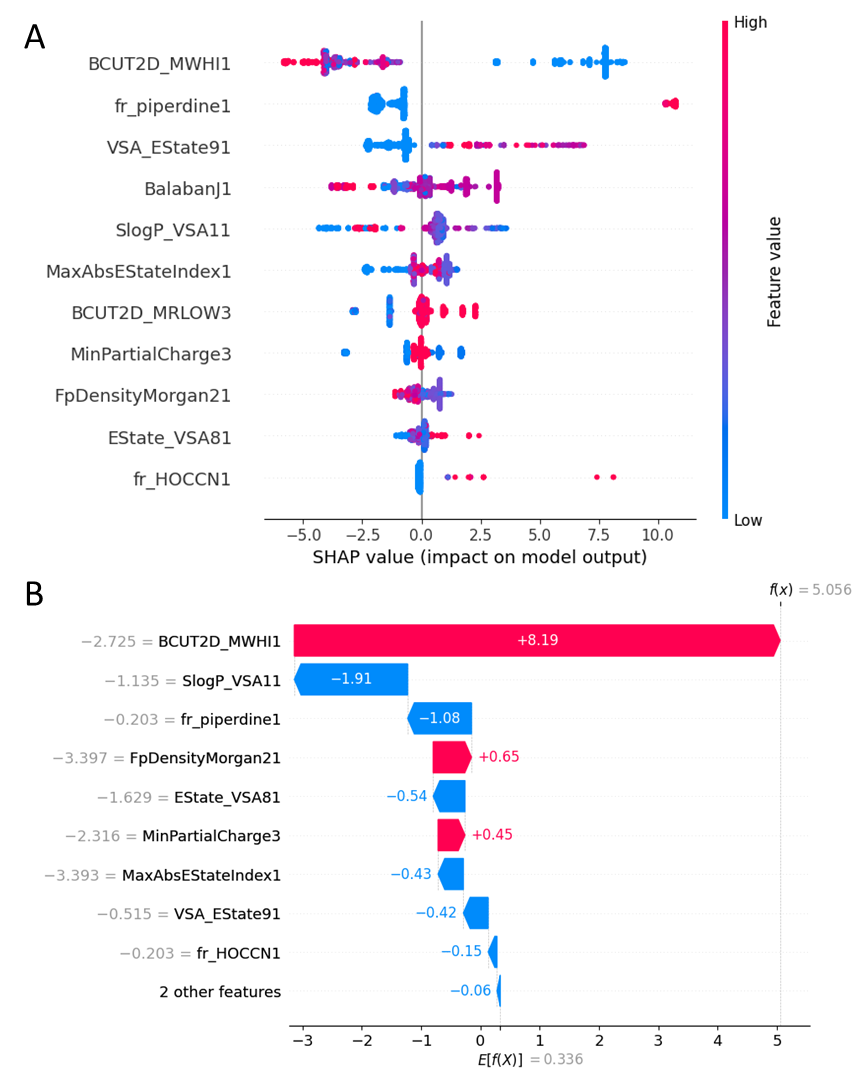 A
High
BCUT2D_MWHI1
fr_piperdine1
VSA_EState91
BalabanJ1
SlogP_VSA11
MaxAbsEStateIndex1
BCUT2D_MRLOW3
MinPartialCharge3
FpDensityMorgan21
EState_VSA81
fr_HOCCN1
Feature value
Low
−5.0 −2.5 0.0 2.5 5.0 7.5 10.0
SHAP value (impact on model output)
B
f(x) = 5.056
−2.725 = BCUT2D_MWHI1 +8.19
−1.135 = SlogP_VSA11 −1.91
−0.203 = fr_piperdine1 −1.08
−3.397 = FpDensityMorgan21 +0.65
−1.629 = EState_VSA81 −0.54
−2.316 = MinPartialCharge3 +0.45
−3.393 = MaxAbsEStateIndex1 −0.43
−0.515 = VSA_EState91 −0.42
−0.203 = fr_HOCCN1 −0.15
2 other features −0.06
−3 −2 −1 0 1 2 3 4 5
E[f(X)] = 0.336